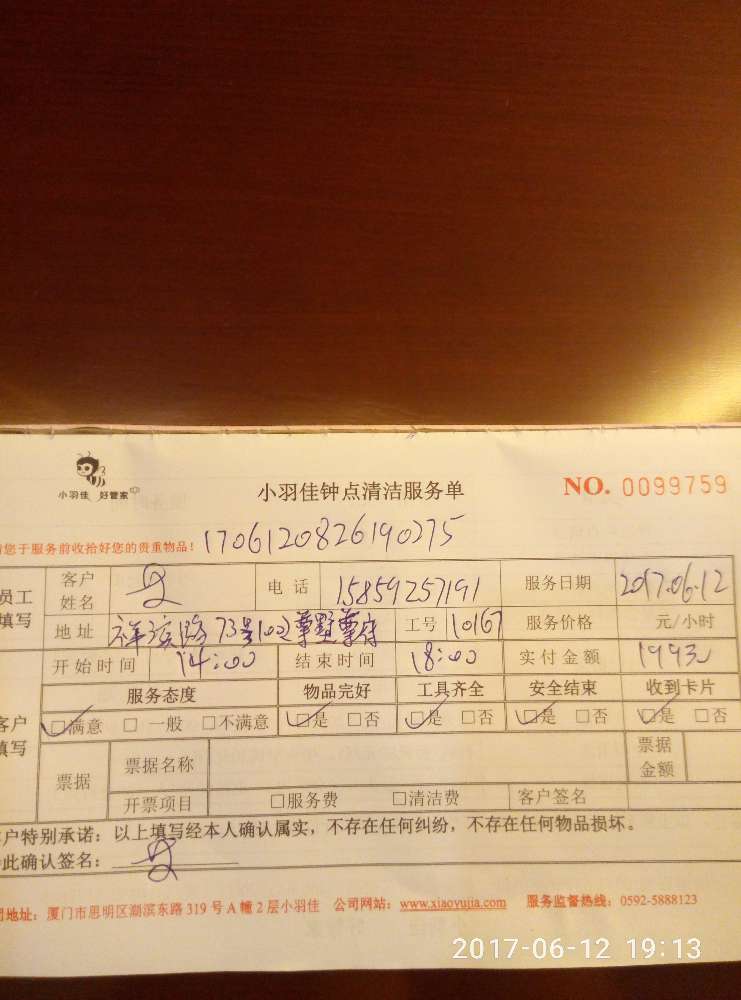 小羽佳 好管家
小羽佳钟点清洁服务单
NO. 0099759
您于服务前收拾好您的贵重物品!
1706120826190275
员工填写 客户姓名 电话 15859257191 服务日期 2017.06.12
地址 73号 工号 10167 服务价格 元/小时
开始时间 14:00 结束时间 18:00 实付金额
客户填写 服务态度 物品完好 工具齐全 安全结束 收到卡片
□满意 □一般 □不满意 □是 □否 □是 □否 □是 □否 □是 □否
票据 票据名称 票据金额
开票项目 □服务费 □清洁费 客户签名
户特别承诺:以上填写经本人确认属实,不存在任何纠纷,不存在任何物品损坏。
此确认签名:
地址:厦门市思明区湖滨东路319号A幢2层小羽佳 公司网站:www.xiaoyujia.com 服务监督热线:0592-5888123
2017-06-12 19:13